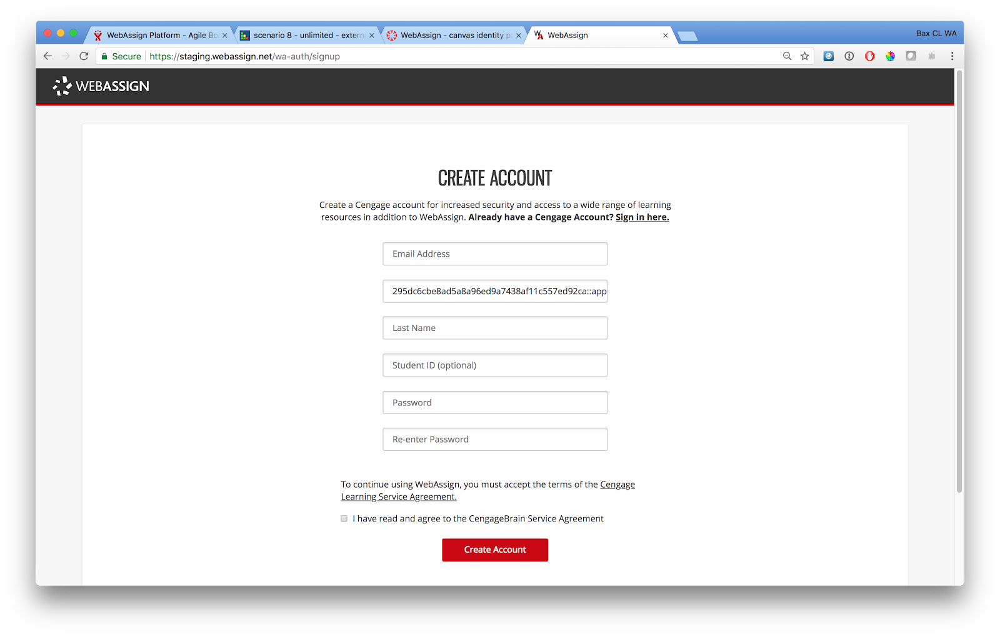 WebAssign Platform - Agile Bo
scenario 8 - unlimited - extern
WebAssign - canvas identity p
WebAssign
Bax CL WA
Secure
https://staging.webassign.net/wa-auth/signup
WEBASSIGN
CREATE ACCOUNT
Create a Cengage account for increased security and access to a wide range of learning
resources in addition to WebAssign. Already have a Cengage Account? Sign in here.
Email Address
295dc6cbe8ad5a8a96ed9a7438af11c557ed92ca::app
Last Name
Student ID (optional)
Password
Re-enter Password
To continue using WebAssign, you must accept the terms of the Cengage
Learning Service Agreement.
I have read and agree to the CengageBrain Service Agreement
Create Account